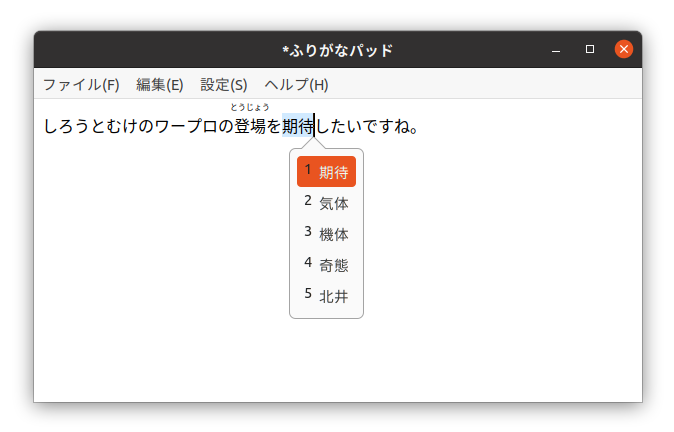 *ふりがなパッド
ファイル(F) 編集(E) 設定(S) ヘルプ(H)
とうじょう
しろうとむけのワープロの登場を期待したいですね。
1 期待
2 気体
3 機体
4 奇態
5 北井